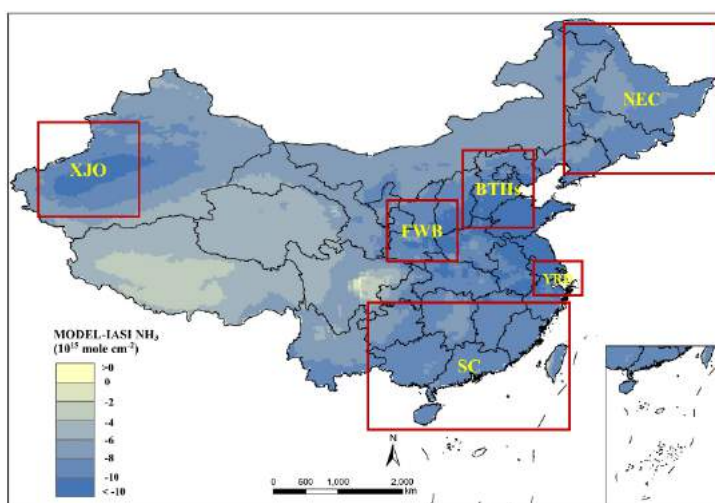 NEC
XJO
BTHs
FWB
YRD
MODEL-IASI NH₃
(10¹⁵ mole cm⁻²)
>0
0
-2
-4
-6
-8
-10
< -10
SC
N
0 500 1,000 2,000
km